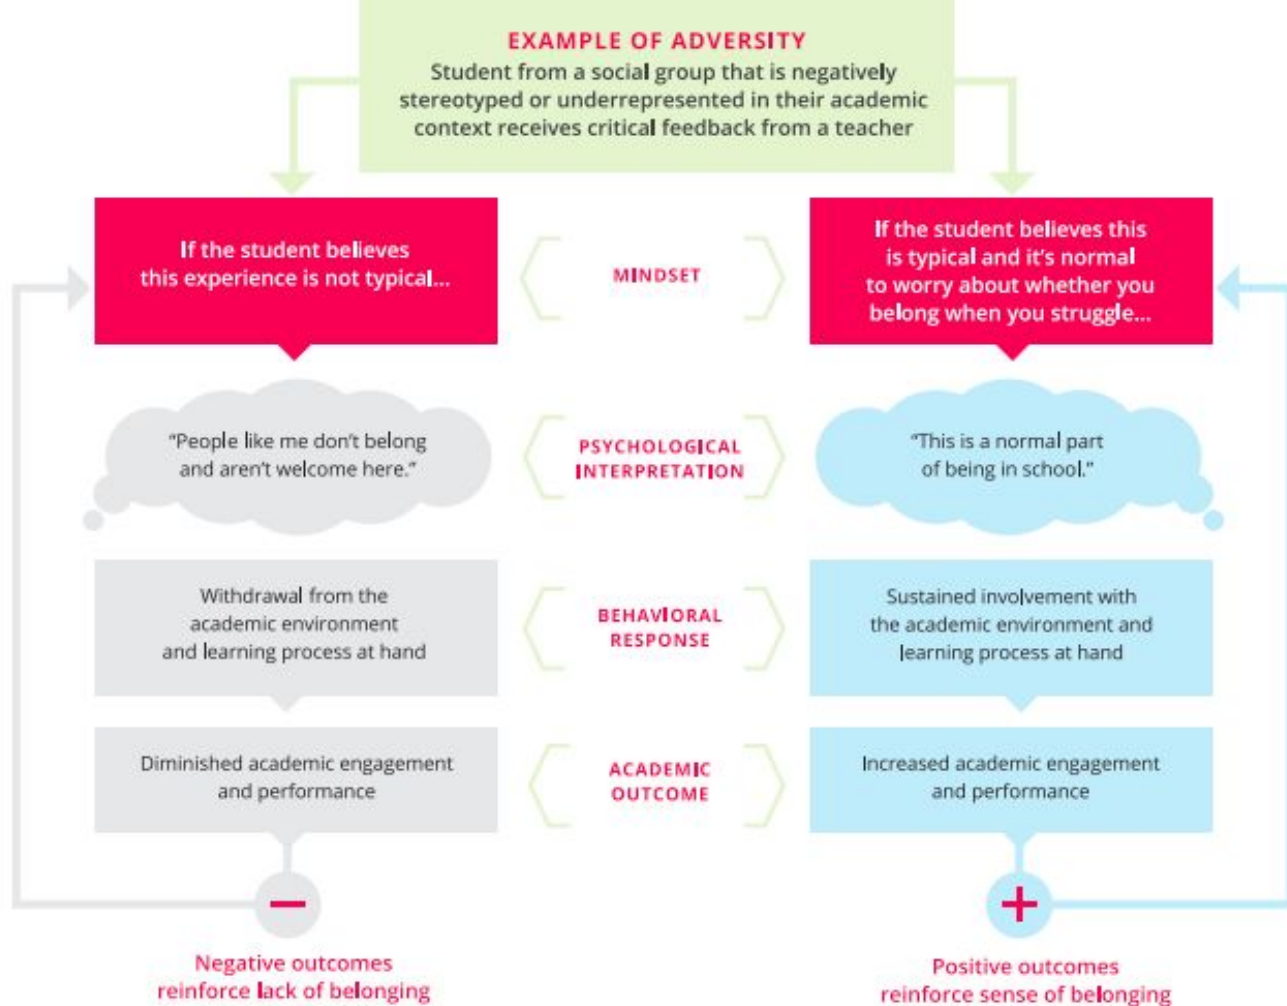 EXAMPLE OF ADVERSITY
Student from a social group that is negatively
stereotyped or underrepresented in their academic
context receives critical feedback from a teacher
If the student believes
this experience is not typical...
MINDSET
If the student believes this
is typical and it's normal
to worry about whether you
belong when you struggle...
“People like me don't belong
and aren't welcome here.”
PSYCHOLOGICAL
INTERPRETATION
“This is a normal part
of being in school.”
Withdrawal from the
academic environment
and learning process at hand
BEHAVIORAL
RESPONSE
Sustained involvement with
the academic environment and
learning process at hand
Diminished academic engagement
and performance
ACADEMIC
OUTCOME
Increased academic engagement
and performance
Negative outcomes
reinforce lack of belonging
Positive outcomes
reinforce sense of belonging